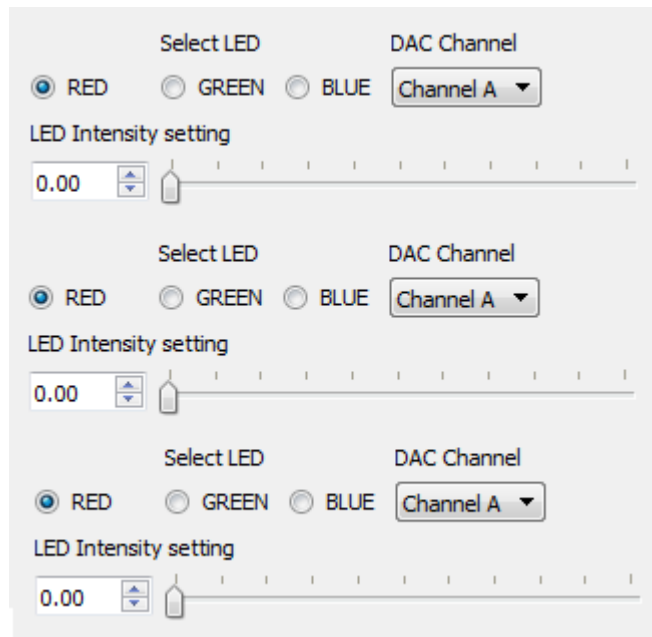 Select LED DAC Channel
RED GREEN BLUE Channel A
LED Intensity setting
0.00
Select LED DAC Channel
RED GREEN BLUE Channel A
LED Intensity setting
0.00
Select LED DAC Channel
RED GREEN BLUE Channel A
LED Intensity setting
0.00